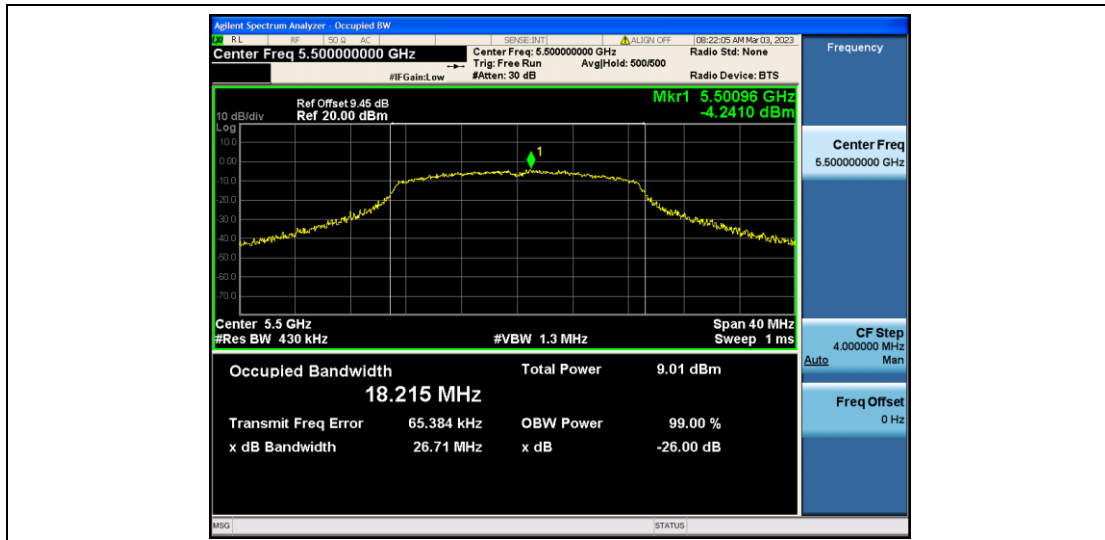 Agilent Spectrum Analyzer - Occupied BW
RL RF 50 Ω AC SENSE:INT ALIGN OFF 08:22:05 AM Mar 03, 2023
Center Freq 5.500000000 GHz Center Freq: 5.500000000 GHz Radio Std: None Frequency
Trig: Free Run Avg|Hold: 500/500
#IFGain:Low #Atten: 30 dB Radio Device: BTS
Ref Offset 9.45 dB Mkr1 5.50096 GHz
10 dB/div Ref 20.00 dBm -4.2410 dBm
Log
10.0
0.00
-10.0
-20.0
-30.0
-40.0
-50.0
-60.0
-70.0
1
Center Freq
5.500000000 GHz
Center 5.5 GHz Span 40 MHz
#Res BW 430 kHz #VBW 1.3 MHz Sweep 1 ms
CF Step
4.000000 MHz
Auto Man
Occupied Bandwidth Total Power 9.01 dBm
18.215 MHz
Freq Offset
0 Hz
Transmit Freq Error 65.384 kHz OBW Power 99.00 %
x dB Bandwidth 26.71 MHz x dB -26.00 dB
MSG STATUS